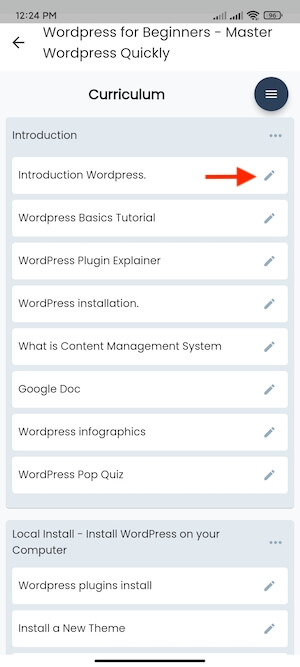 12:24 PM
96
Wordpress for Beginners - Master
Wordpress Quickly
Curriculum
Introduction
Introduction Wordpress.
Wordpress Basics Tutorial
WordPress Plugin Explainer
WordPress installation.
What is Content Management System
Google Doc
Wordpress infographics
WordPress Pop Quiz
Local Install - Install WordPress on your
Computer
Wordpress plugins install
Install a New Theme